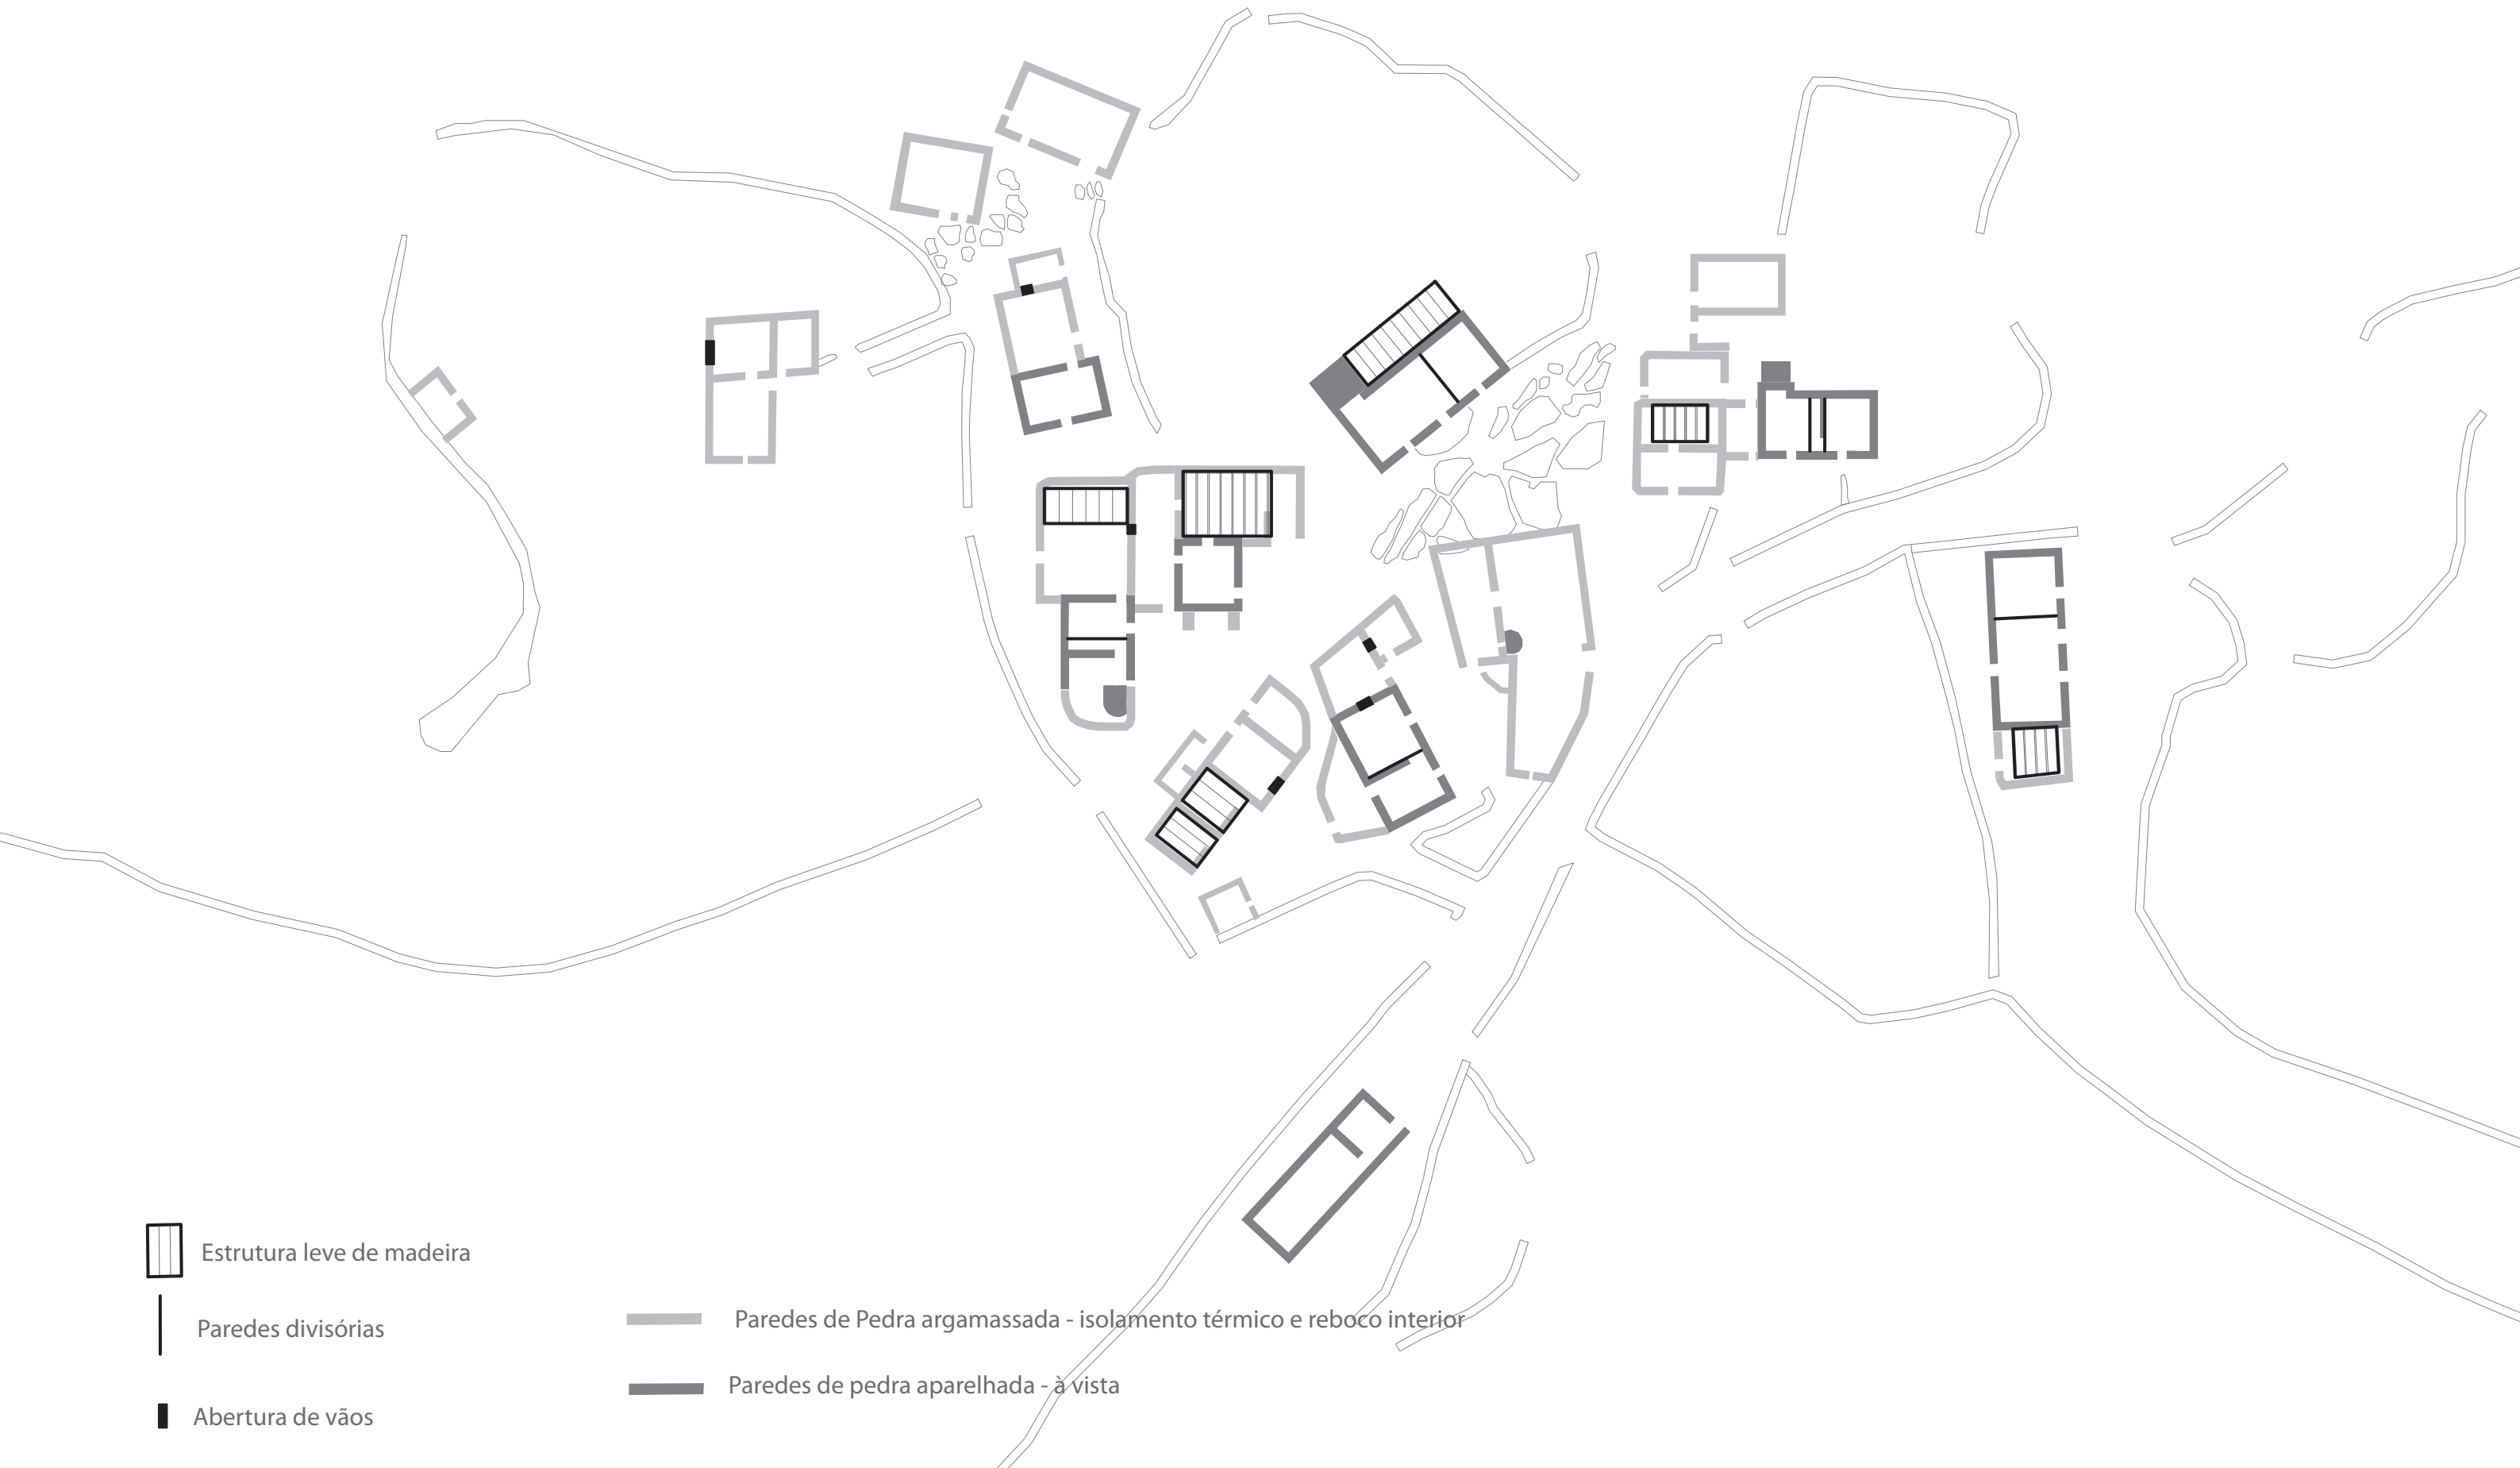 Estrutura leve de madeira
Paredes divisórias
Abertura de vãos
Paredes de Pedra argamassada - isolamento térmico e reboco interior
Paredes de pedra aparelhada - à vista